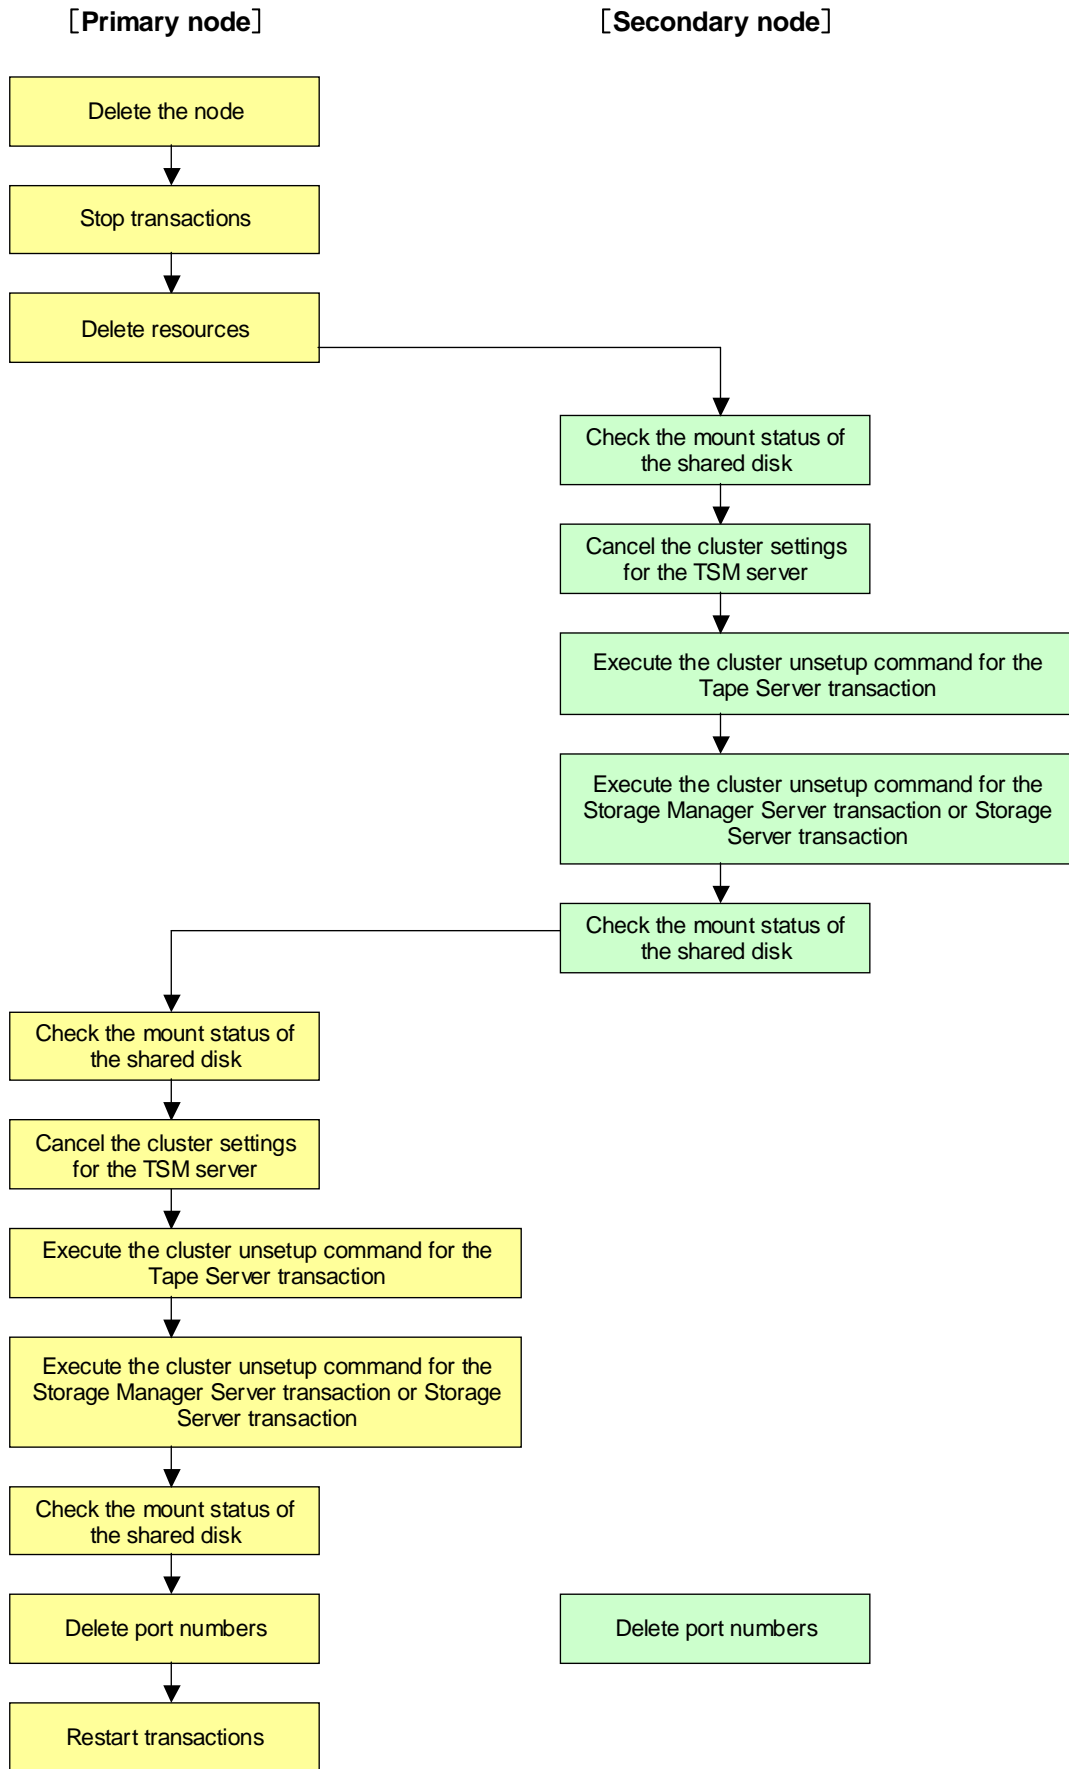 [Primary node]
[Secondary node]
Delete the node
Stop transactions
Delete resources
Check the mount status of
the shared disk
Cancel the cluster settings
for the TSM server
Execute the cluster unsetup command for the
Tape Server transaction
Execute the cluster unsetup command for the
Storage Manager Server transaction or Storage
Server transaction
Check the mount status of
the shared disk
Check the mount status of
the shared disk
Cancel the cluster settings
for the TSM server
Execute the cluster unsetup command for the
Tape Server transaction
Execute the cluster unsetup command for the
Storage Manager Server transaction or Storage
Server transaction
Check the mount status of
the shared disk
Delete port numbers
Delete port numbers
Restart transactions